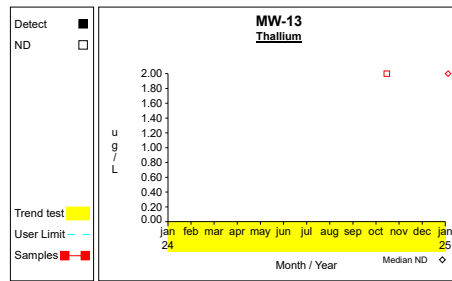 Detect
ND
Trend test
User Limit
Samples
MW-13
Thallium
ug/L
2.00
1.80
1.60
1.40
1.20
1.00
0.80
0.60
0.40
0.20
0.00
jan feb mar apr may jun jul aug sep oct nov dec jan
24 25
Month / Year
Median ND